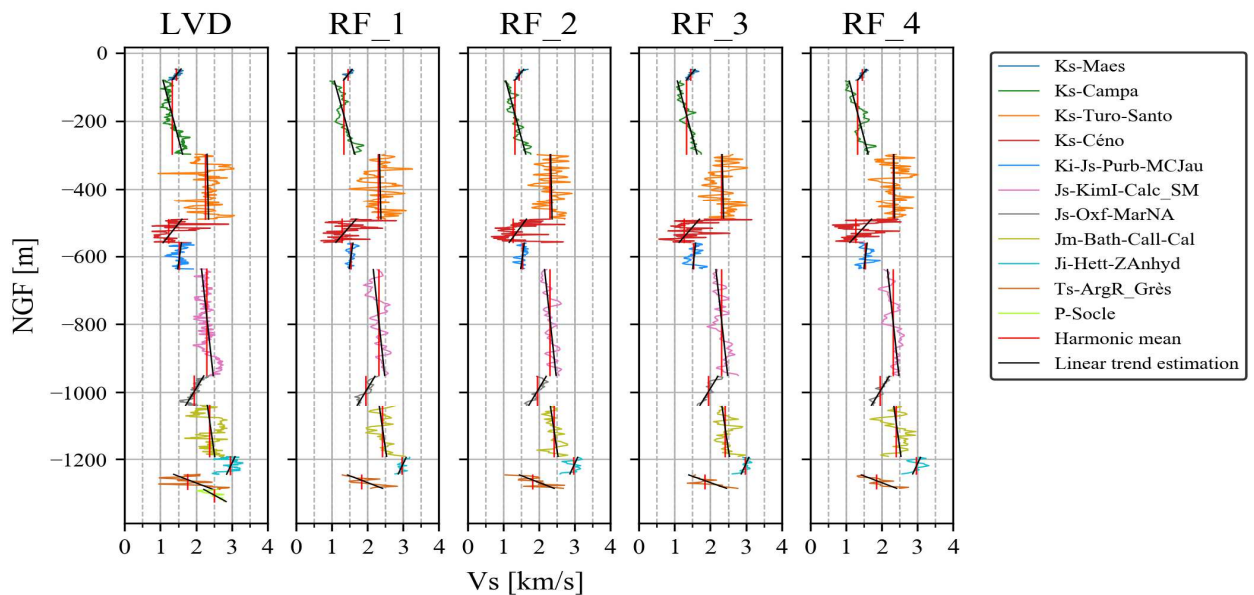 LVD RF_1 RF_2 RF_3 RF_4
0
−200
−400
−600
−800
−1000
−1200
NGF [m]
0 1 2 3 4 0 1 2 3 4 0 1 2 3 4 0 1 2 3 4 0 1 2 3 4
Vs [km/s]
Ks-Maes
Ks-Campa
Ks-Turo-Santo
Ks-Céno
Ki-Js-Purb-MCJau
Js-KimI-Calc_SM
Js-Oxf-MarNA
Jm-Bath-Call-Cal
Ji-Hett-ZAnhyd
Ts-ArgR_Grès
P-Socle
Harmonic mean
Linear trend estimation